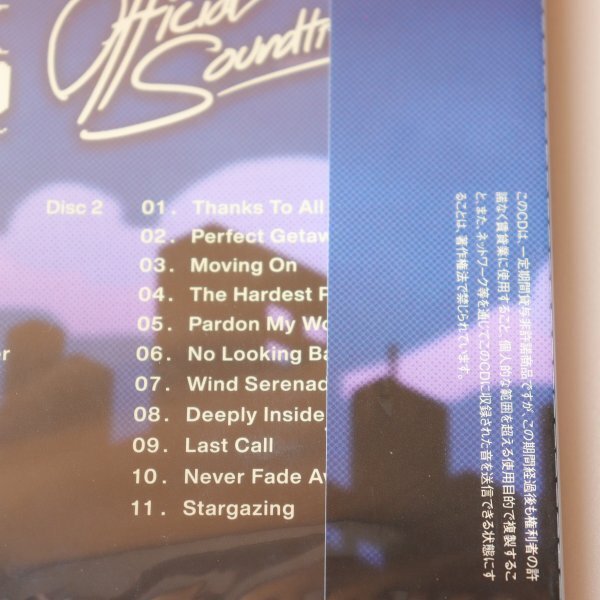 Official
Soundtr
Disc 2
01. Thanks To All
02. Perfect Getaw
03. Moving On
04. The Hardest P
05. Pardon My Wo
06. No Looking Ba
07. Wind Serenad
08. Deeply Inside
09. Last Call
10. Never Fade Aw
11. Stargazing
er
このCDは、一定期間貸与非許諾商品ですが、この期間経過後も権利者の許
諾なく賃貸業に使用すること、個人的な範囲を超える使用目的で複製するこ
と、また、ネットワーク等を通じてこのCDに収録された音を送信できる状態にす
ることは、著作権法で禁じられています。